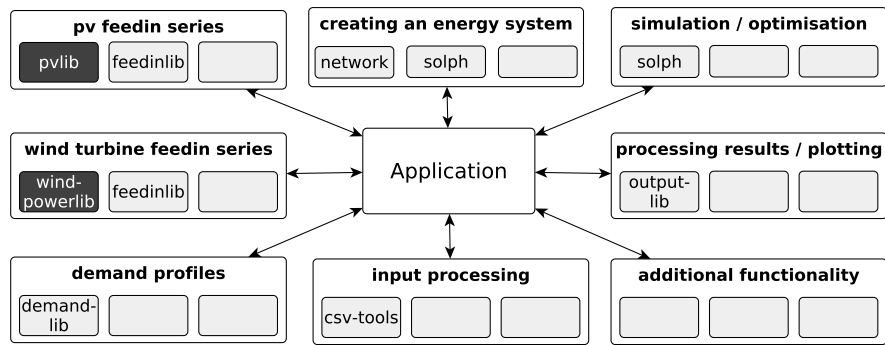 pv feedin series
pvlib feedinlib
creating an energy system
network solph
simulation / optimisation
solph
wind turbine feedin series
wind-
powerlib
feedinlib
Application
processing results / plotting
output-
lib
demand profiles
demand-
lib
input processing
csv-tools
additional functionality